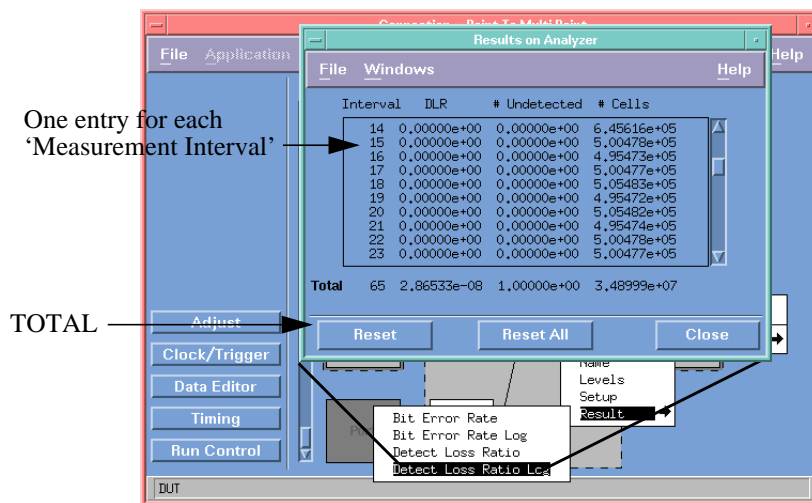 Connection - Point To Multi Point
File Application
Help
Results on Analyzer
File Windows
Help
Interval DLR # Undetected # Cells
14 0.00000e+00 0.00000e+00 6.45616e+05
15 0.00000e+00 0.00000e+00 5.00478e+05
16 0.00000e+00 0.00000e+00 4.95473e+05
17 0.00000e+00 0.00000e+00 5.00477e+05
18 0.00000e+00 0.00000e+00 5.05483e+05
19 0.00000e+00 0.00000e+00 4.95472e+05
20 0.00000e+00 0.00000e+00 5.05482e+05
21 0.00000e+00 0.00000e+00 4.95474e+05
22 0.00000e+00 0.00000e+00 5.00478e+05
23 0.00000e+00 0.00000e+00 5.00477e+05
Total 65 2.86533e-08 1.00000e+00 3.48999e+07
Reset Reset All Close
One entry for each
‘Measurement Interval’
TOTAL
Adjust
Clock/Trigger
Data Editor
Timing
Run Control
Name
Levels
Setup
Result
Bit Error Rate
Bit Error Rate Log
Detect Loss Ratio
Detect Loss Ratio Log
DUT